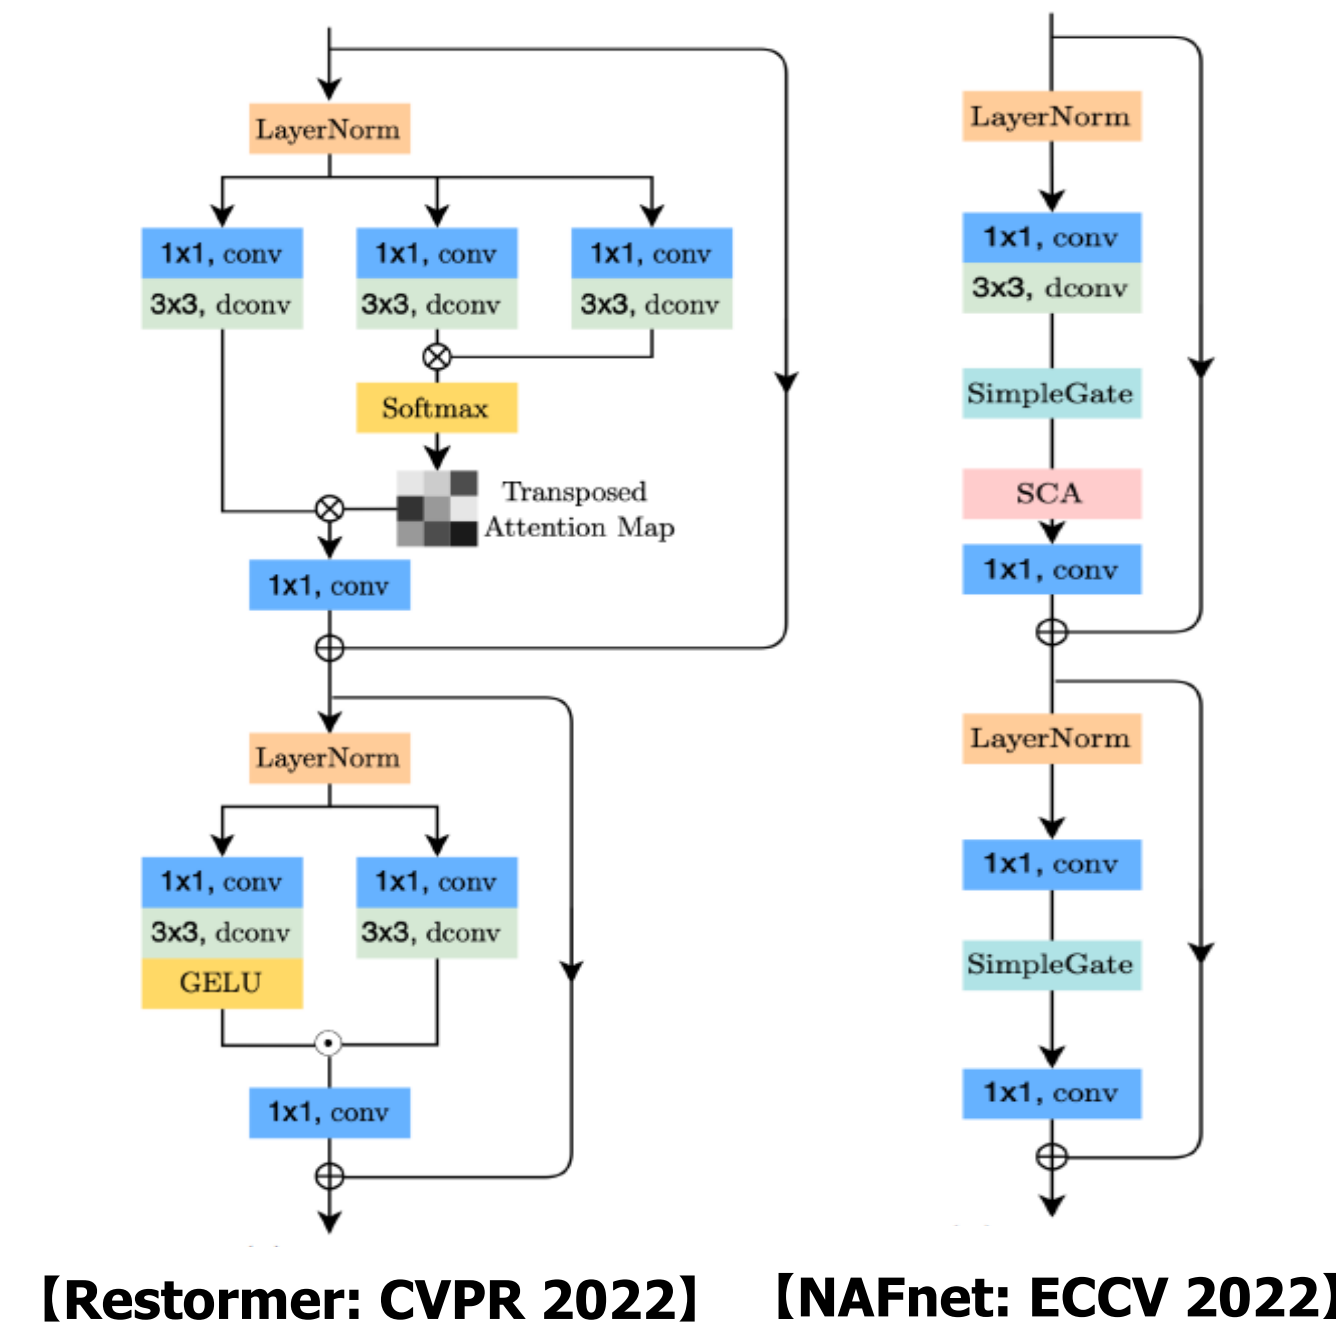 LayerNorm
1x1, conv
3x3, dconv
1x1, conv
3x3, dconv
1x1, conv
3x3, dconv
Softmax
Transposed
Attention Map
1x1, conv
LayerNorm
1x1, conv
3x3, dconv
GELU
1x1, conv
3x3, dconv
1x1, conv
【Restormer: CVPR 2022】
LayerNorm
1x1, conv
3x3, dconv
SimpleGate
SCA
1x1, conv
LayerNorm
1x1, conv
SimpleGate
1x1, conv
【NAFnet: ECCV 2022】